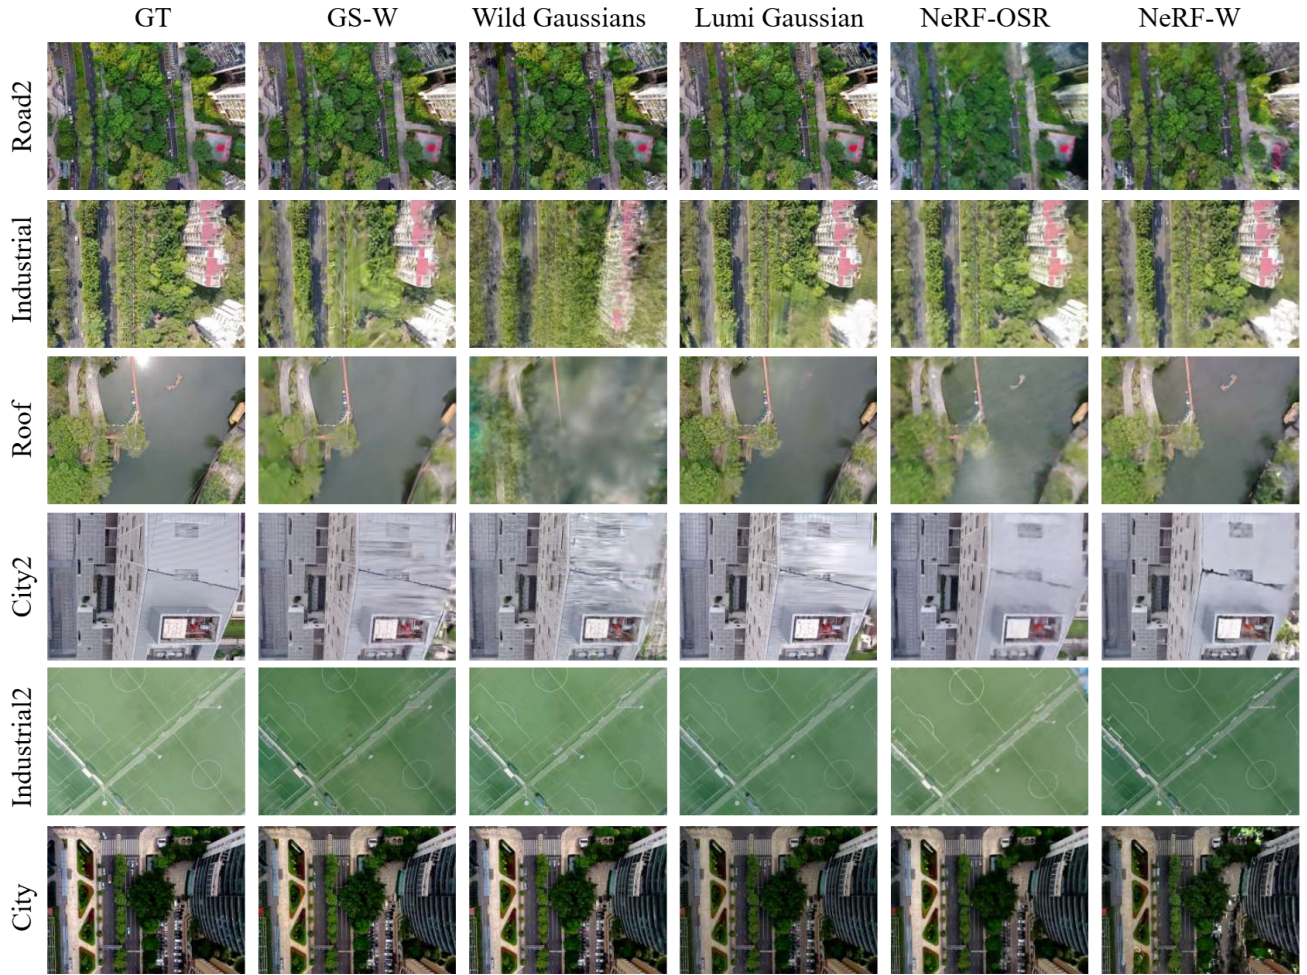 GT GS-W Wild Gaussians Lumi Gaussian NeRF-OSR NeRF-W
Road2
Industrial
Roof
City2
Industrial2
City